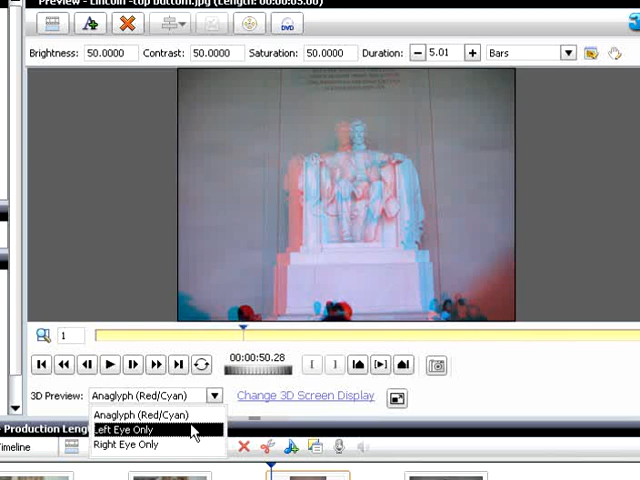 Preview - Lincoln -top bottom.jpg (Length: 00:00:05.00)
DVD
Brightness: 50.0000 Contrast: 50.0000 Saturation: 50.0000 Duration: 5.01 Bars
1
00:00:50.28
3D Preview: Anaglyph (Red/Cyan) Change 3D Screen Display
Anaglyph (Red/Cyan)
Left Eye Only
Right Eye Only
- Production Leng
Timeline